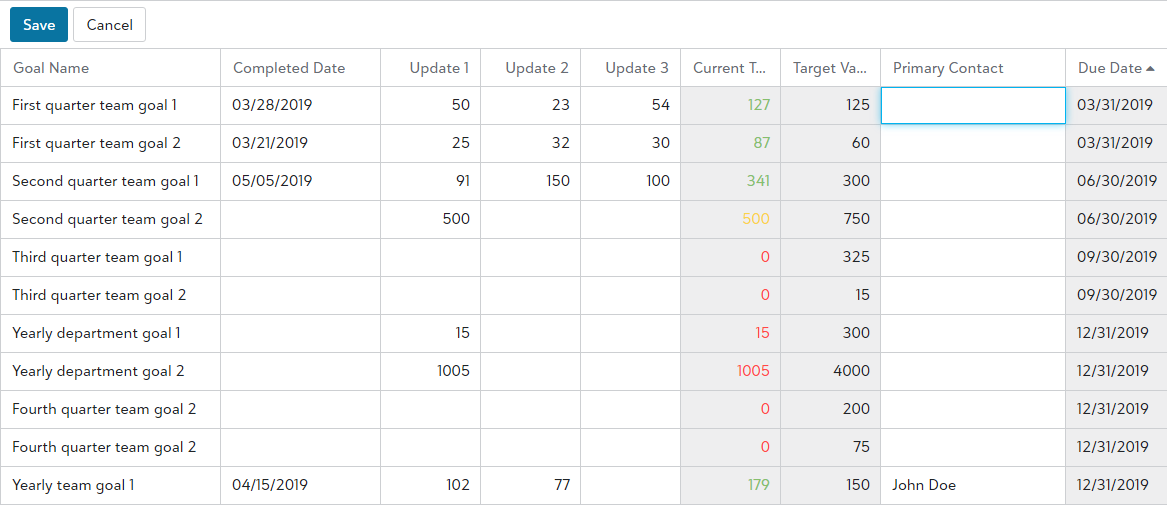 Save Cancel
Goal Name Completed Date Update 1 Update 2 Update 3 Current T... Target Va... Primary Contact Due Date
First quarter team goal 1 03/28/2019 50 23 54 127 125 03/31/2019
First quarter team goal 2 03/21/2019 25 32 30 87 60 03/31/2019
Second quarter team goal 1 05/05/2019 91 150 100 341 300 06/30/2019
Second quarter team goal 2 500 500 750 06/30/2019
Third quarter team goal 1 0 325 09/30/2019
Third quarter team goal 2 0 15 09/30/2019
Yearly department goal 1 15 15 300 12/31/2019
Yearly department goal 2 1005 1005 4000 12/31/2019
Fourth quarter team goal 2 0 200 12/31/2019
Fourth quarter team goal 2 0 75 12/31/2019
Yearly team goal 1 04/15/2019 102 77 179 150 John Doe 12/31/2019